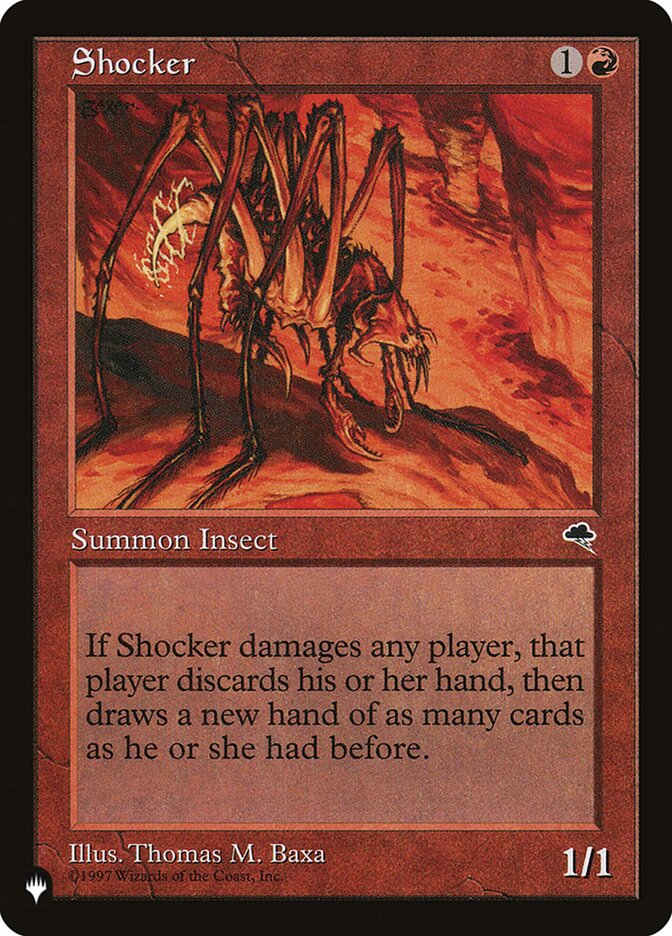 Shocker 1
Baxa
Summon Insect
If Shocker damages any player, that
player discards his or her hand, then
draws a new hand of as many cards
as he or she had before.
Illus. Thomas M. Baxa
1/1
©1997 Wizards of the Coast, Inc.